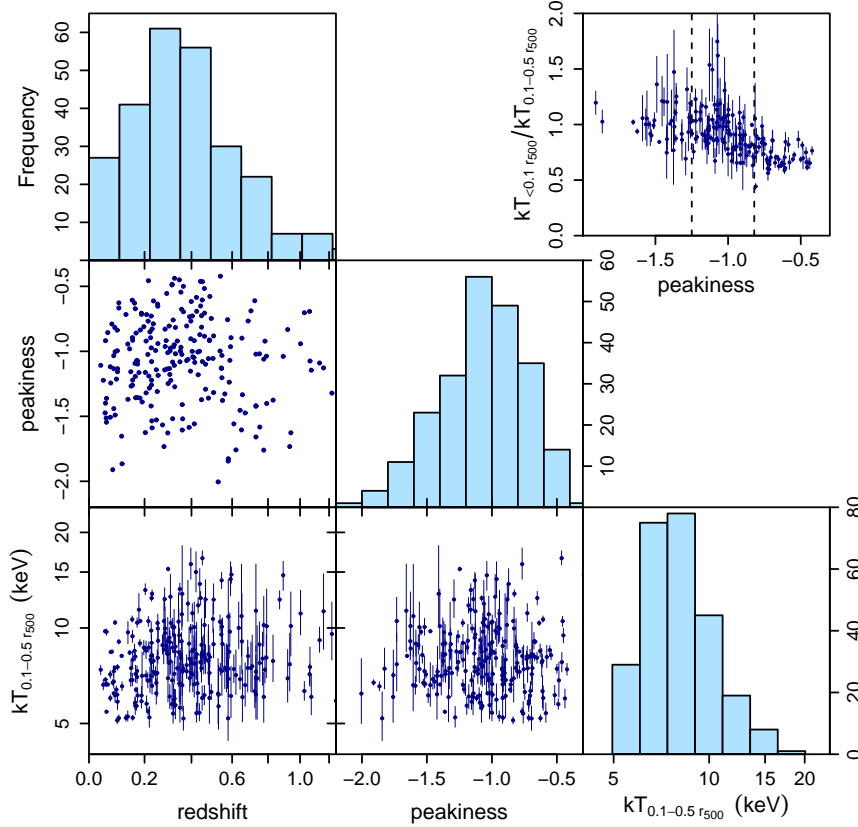 Frequency
10 20 30 40 50 60
kT<0.1 r500/kT0.1−0.5 r500
0.0 0.5 1.0 1.5 2.0
−1.5 −1.0 −0.5
peakiness
peakiness
−2.0 −1.5 −1.0 −0.5
10 20 30 40 50 60
kT0.1−0.5 r500 (keV)
5 10 15 20
0 20 40 60 80
0.0 0.2 0.6 1.0
−2.0 −1.5 −1.0 −0.5
5 10 15 20
redshift
peakiness
kT0.1−0.5 r500 (keV)